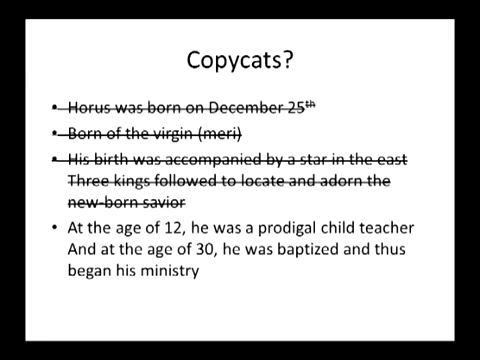 Copycats?
• Horus was born on December 25th
• Born of the virgin (meri)
• His birth was accompanied by a star in the east
Three kings followed to locate and adorn the
new-born savior
• At the age of 12, he was a prodigal child teacher
And at the age of 30, he was baptized and thus
began his ministry